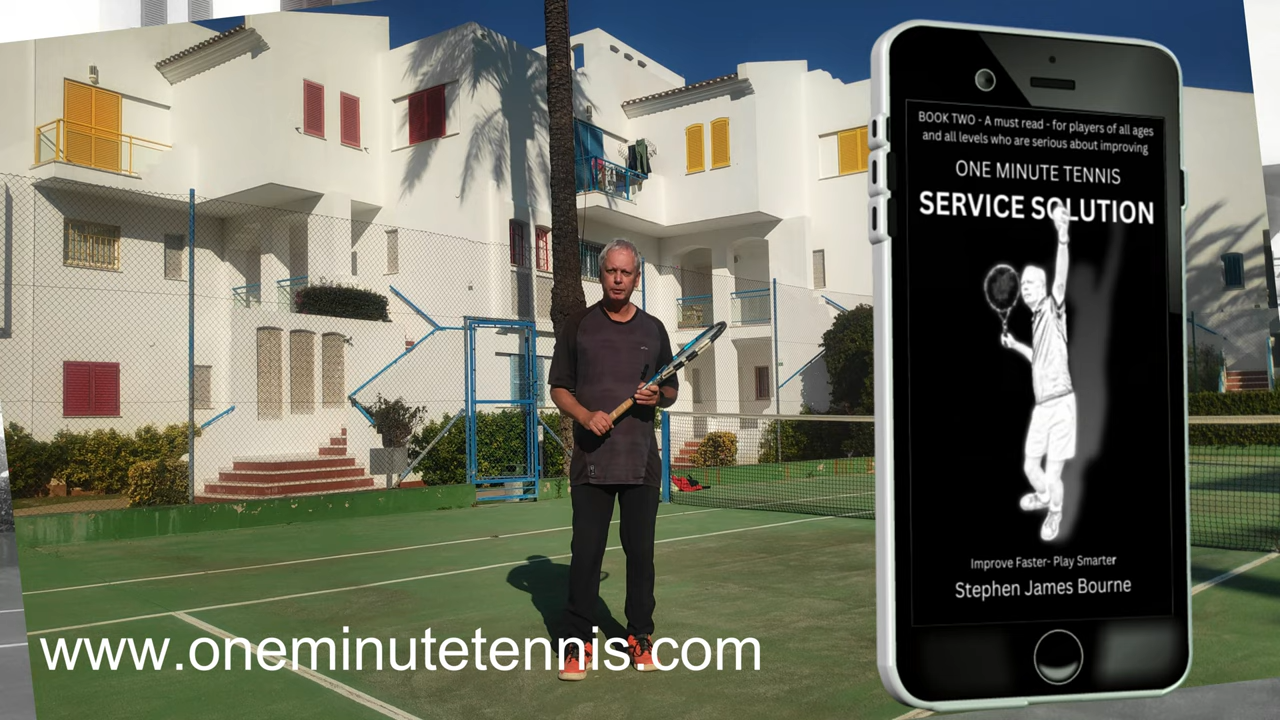 BOOK TWO - A must read - for players of all ages
and all levels who are serious about improving
ONE MINUTE TENNIS
SERVICE SOLUTION
Improve Faster- Play Smarter
Stephen James Bourne
www.oneminutetennis.com